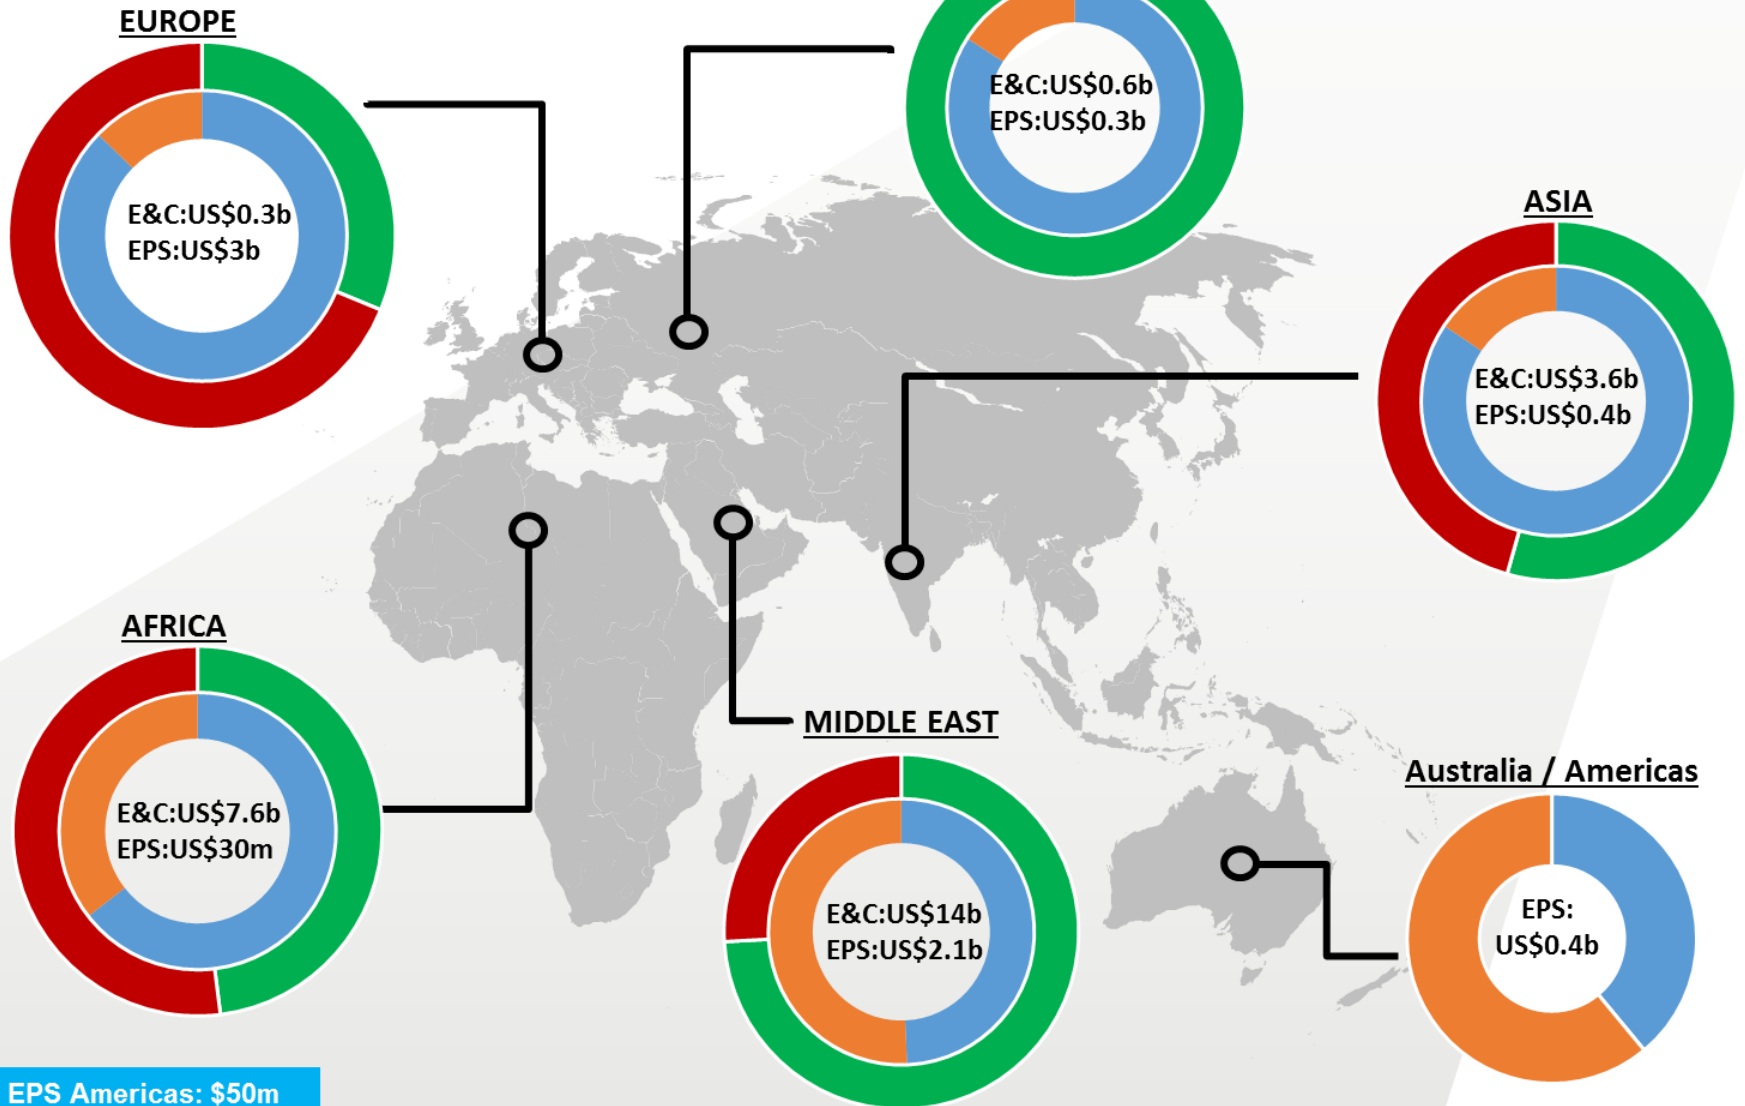 EUROPE
E&C:US$0.3b
EPS:US$3b
E&C:US$0.6b
EPS:US$0.3b
ASIA
E&C:US$3.6b
EPS:US$0.4b
AFRICA
E&C:US$7.6b
EPS:US$30m
MIDDLE EAST
E&C:US$14b
EPS:US$2.1b
Australia / Americas
EPS:
US$0.4b
EPS Americas: $50m